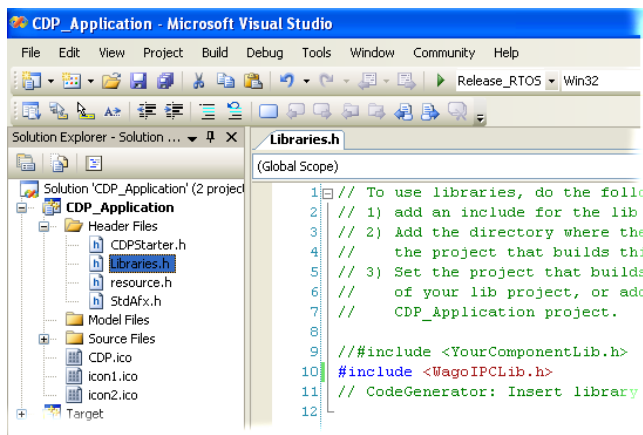 CDP_Application - Microsoft Visual Studio
File Edit View Project Build Debug Tools Window Community Help
Release_RTOS Win32
Solution Explorer - Solution ...
Libraries.h
(Global Scope)
Solution 'CDP_Application' (2 project
CDP_Application
Header Files
CDPStarter.h
Libraries.h
resource.h
StdAfx.h
Model Files
Source Files
CDP.ico
icon1.ico
icon2.ico
Target
1 // To use libraries, do the foll
2 // 1) add an include for the lib
3 // 2) Add the directory where the
4 // the project that builds thi
5 // 3) Set the project that builds
6 // of your lib project, or add
7 // CDP_Application project.
8
9 //#include <YourComponentLib.h>
10 #include <WagoIPCLib.h>
11 // CodeGenerator: Insert library
12